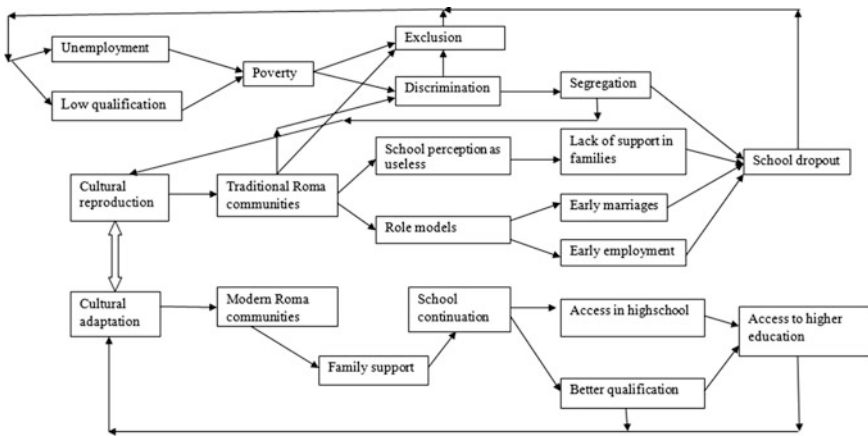 Unemployment
Exclusion
Poverty
Discrimination
Segregation
Low qualification
School perception as
useless
Lack of support in
families
School dropout
Cultural
reproduction
Traditional Roma
communities
Role models
Early marriages
Early employment
Cultural
adaptation
Modern Roma
communities
School
continuation
Access in highschool
Access to higher
education
Family support
Better qualification